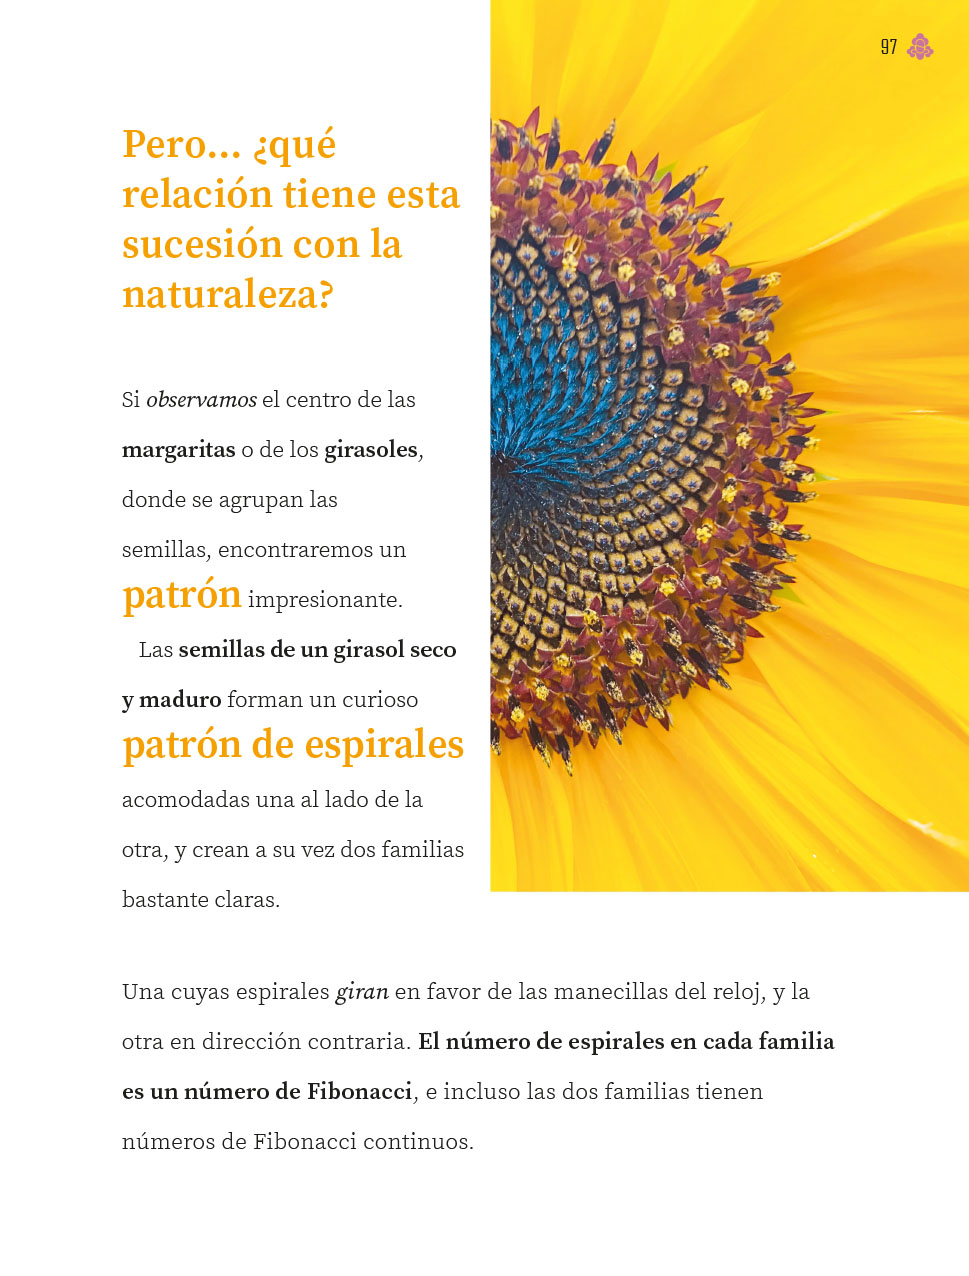 97
Pero... ¿qué
relación tiene esta
sucesión con la
naturaleza?
Si observamos el centro de las
margaritas o de los girasoles,
donde se agrupan las
semillas, encontraremos un
patrón impresionante.
Las semillas de un girasol seco
y maduro forman un curioso
patrón de espirales
acomodadas una al lado de la
otra, y crean a su vez dos familias
bastante claras.
Una cuyas espirales giran en favor de las manecillas del reloj, y la
otra en dirección contraria. El número de espirales en cada familia
es un número de Fibonacci, e incluso las dos familias tienen
números de Fibonacci continuos.